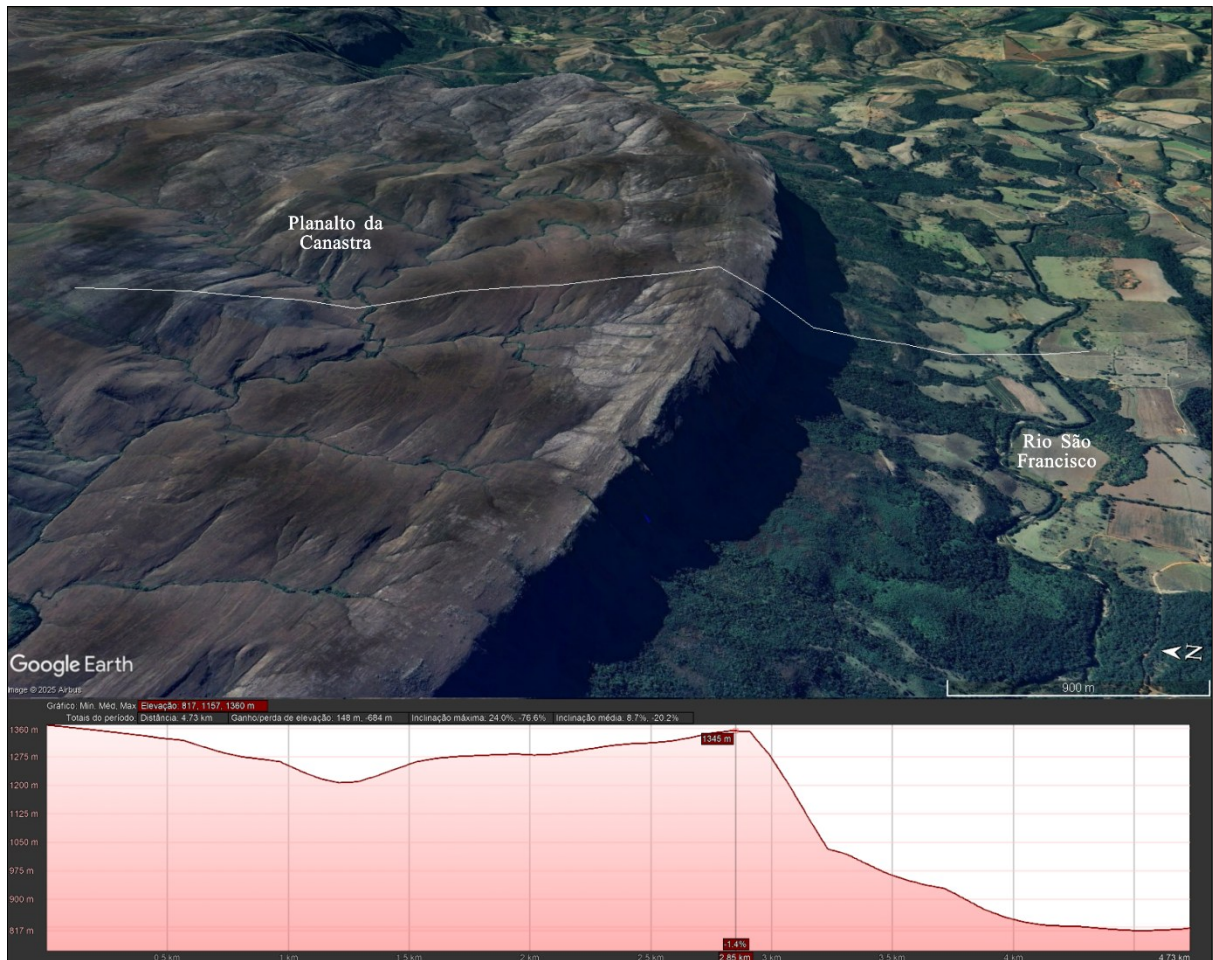 Planalto da
Canastra
Rio São
Francisco
Google Earth
Image © 2025 Airbus
N
900 m
Gráfico: Mín. Méd, Máx Elevação: 817, 1157, 1360 m
Totais do período: Distância: 4.73 km Ganho/perda de elevação: 148 m, -684 m Inclinação máxima: 24.0%, -76.6% Inclinação média: 8.7%, -20.2%
1360 m
1345 m
1275 m
1200 m
1125 m
1050 m
975 m
900 m
817 m
-1.4%
0.5 km 1 km 1.5 km 2 km 2.5 km 2.85 km 3 km 3.5 km 4 km 4.73 km